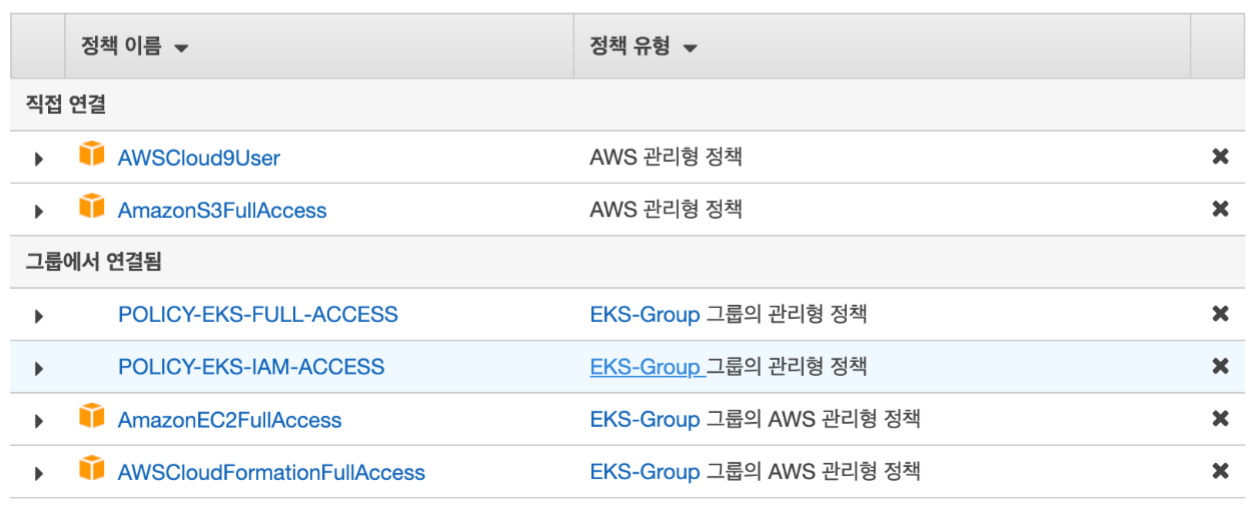 정책 이름 정책 유형
직접 연결
AWSCloud9User AWS 관리형 정책
AmazonS3FullAccess AWS 관리형 정책
그룹에서 연결됨
POLICY-EKS-FULL-ACCESS EKS-Group 그룹의 관리형 정책
POLICY-EKS-IAM-ACCESS EKS-Group 그룹의 관리형 정책
AmazonEC2FullAccess EKS-Group 그룹의 AWS 관리형 정책
AWSCloudFormationFullAccess EKS-Group 그룹의 AWS 관리형 정책